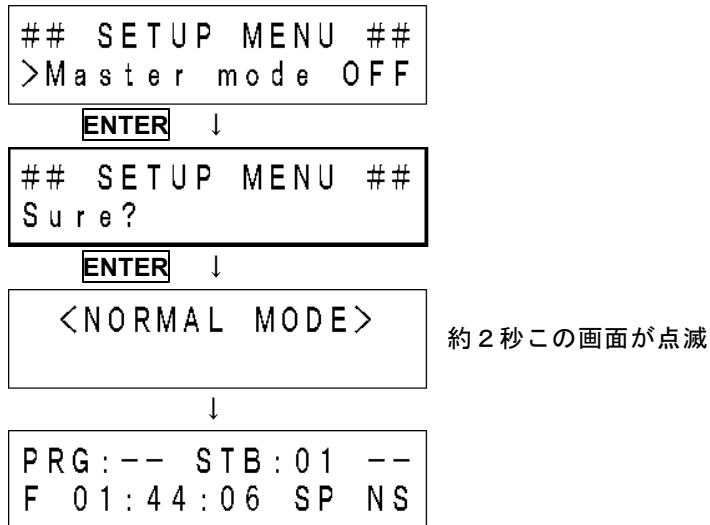 ## SETUP MENU ##
>Master mode OFF
ENTER ↓
## SETUP MENU ##
Sure?
ENTER ↓
<NORMAL MODE>
約２秒この画面が点滅
↓
PRG:-- STB:01 --
F 01:44:06 SP NS